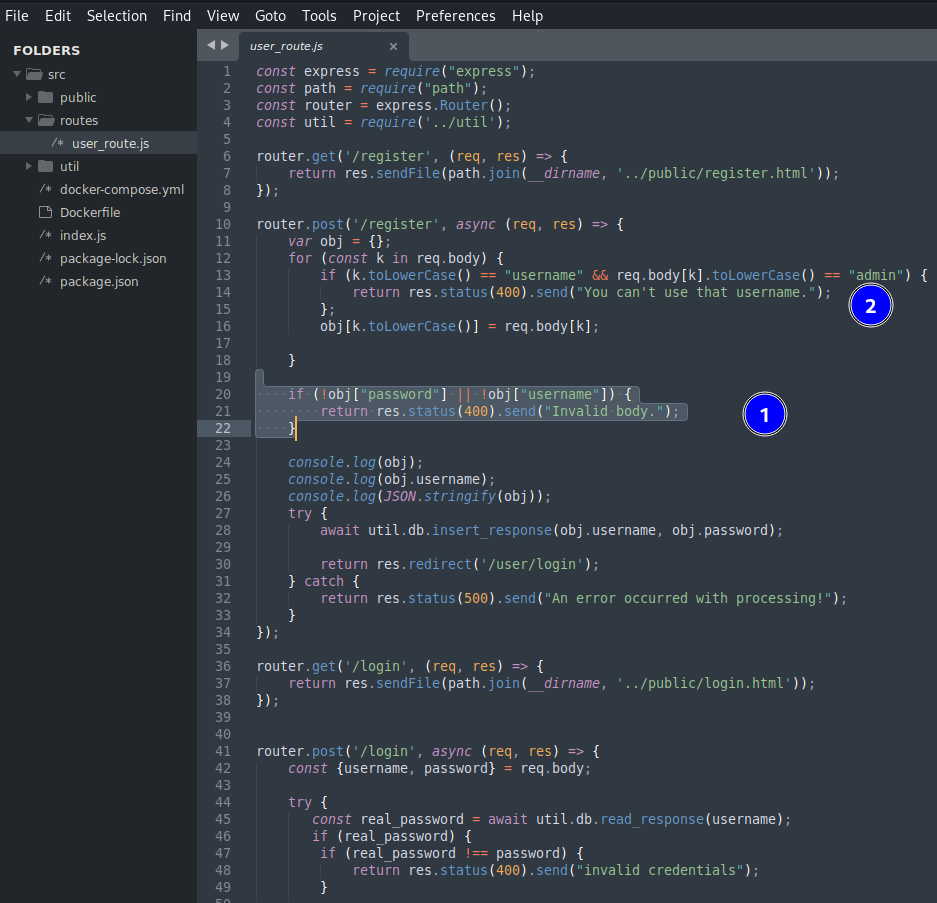 File Edit Selection Find View Goto Tools Project Preferences Help
FOLDERS
src
public
routes
/* user_route.js
util
/* docker-compose.yml
Dockerfile
/* index.js
/* package-lock.json
/* package.json
user_route.js ×
1 const express = require("express");
2 const path = require("path");
3 const router = express.Router();
4 const util = require('../util');
5
6 router.get('/register', (req, res) => {
7     return res.sendFile(path.join(__dirname, '../public/register.html'));
8 });
9
10 router.post('/register', async (req, res) => {
11     var obj = {};
12     for (const k in req.body) {
13         if (k.toLowerCase() == "username" && req.body[k].toLowerCase() == "admin") {
14             return res.status(400).send("You can't use that username.");
15         };
16         obj[k.toLowerCase()] = req.body[k];
17
18     }
19
20     if (!obj["password"] || !obj["username"]) {
21         return res.status(400).send("Invalid body.");
22     }
23
24     console.log(obj);
25     console.log(obj.username);
26     console.log(JSON.stringify(obj));
27     try {
28         await util.db.insert_response(obj.username, obj.password);
29
30         return res.redirect('/user/login');
31     } catch {
32         return res.status(500).send("An error occurred with processing!");
33     }
34 });
35
36 router.get('/login', (req, res) => {
37     return res.sendFile(path.join(__dirname, '../public/login.html'));
38 });
39
40
41 router.post('/login', async (req, res) => {
42     const {username, password} = req.body;
43
44     try {
45        const real_password = await util.db.read_response(username);
46        if (real_password) {
47         if (real_password !== password) {
48             return res.status(400).send("invalid credentials");
49         }
2
1